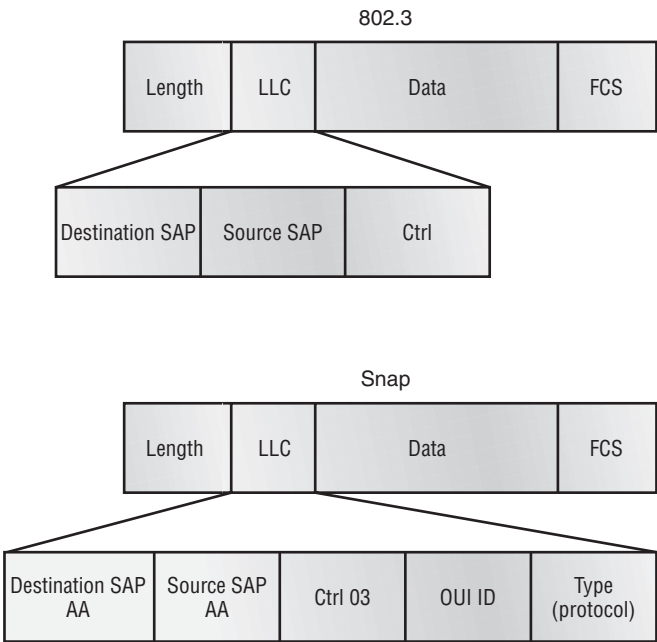 802.3
Length LLC Data FCS
Destination SAP Source SAP Ctrl
Snap
Length LLC Data FCS
Destination SAP AA Source SAP AA Ctrl 03 OUI ID Type (protocol)